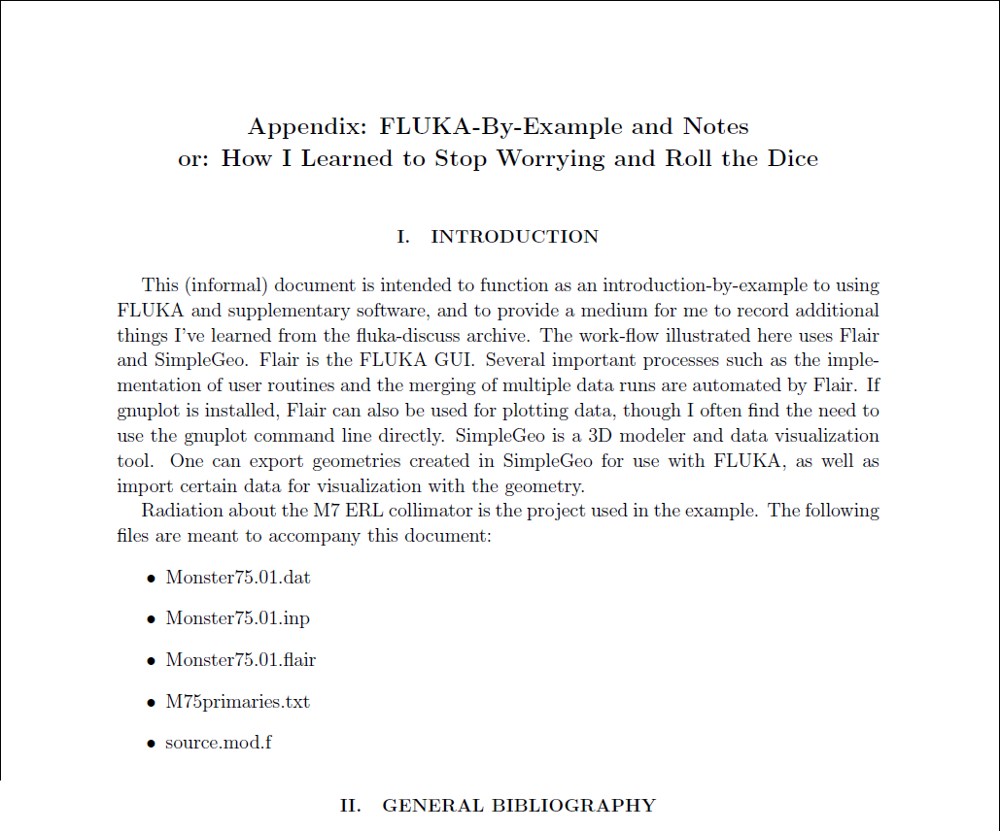 Appendix: FLUKA-By-Example and Notes
or: How I Learned to Stop Worrying and Roll the Dice
I. INTRODUCTION
This (informal) document is intended to function as an introduction-by-example to using
FLUKA and supplementary software, and to provide a medium for me to record additional
things I've learned from the fluka-discuss archive. The work-flow illustrated here uses Flair
and SimpleGeo. Flair is the FLUKA GUI. Several important processes such as the imple-
mentation of user routines and the merging of multiple data runs are automated by Flair. If
gnuplot is installed, Flair can also be used for plotting data, though I often find the need to
use the gnuplot command line directly. SimpleGeo is a 3D modeler and data visualization
tool. One can export geometries created in SimpleGeo for use with FLUKA, as well as
import certain data for visualization with the geometry.
Radiation about the M7 ERL collimator is the project used in the example. The following
files are meant to accompany this document:
• Monster75.01.dat
• Monster75.01.inp
• Monster75.01.flair
• M75primaries.txt
• source.mod.f
II. GENERAL BIBLIOGRAPHY